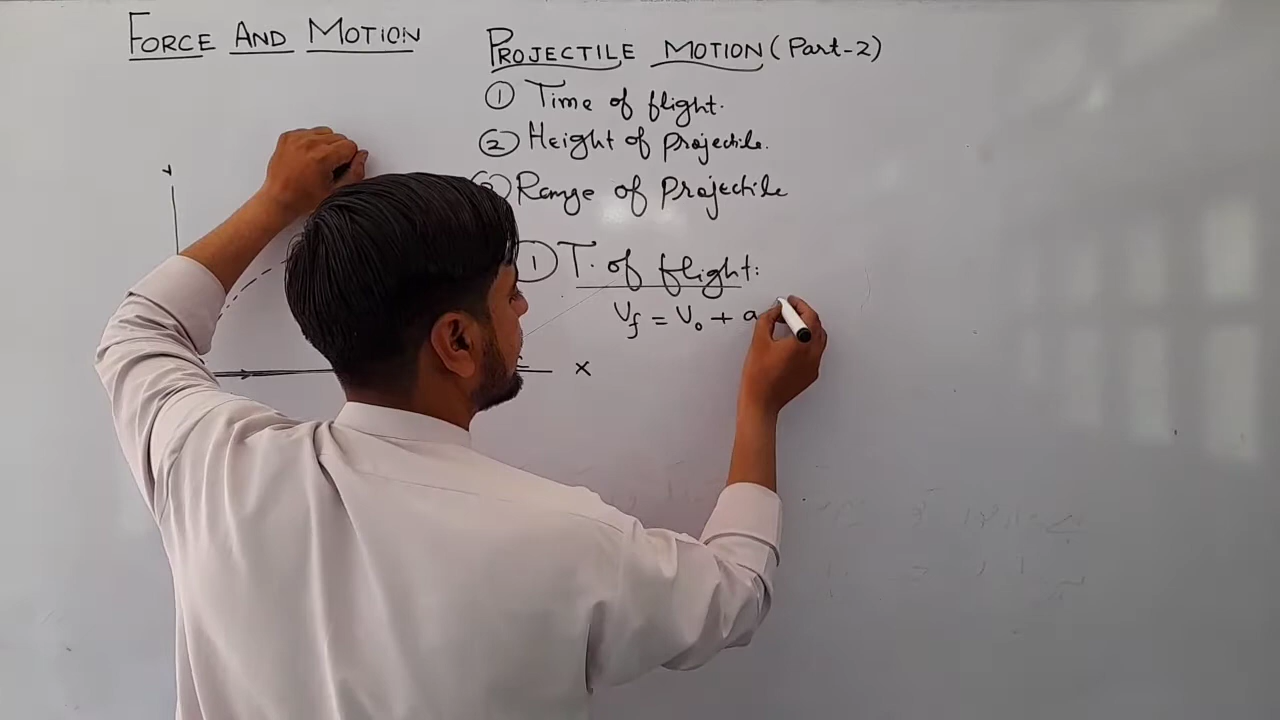 FORCE AND MOTION
PROJECTILE MOTION (Part-2)
① Time of flight.
② Height of projectile.
Range of Projectile
① T. of flight:
Vf = V₀ + a
X